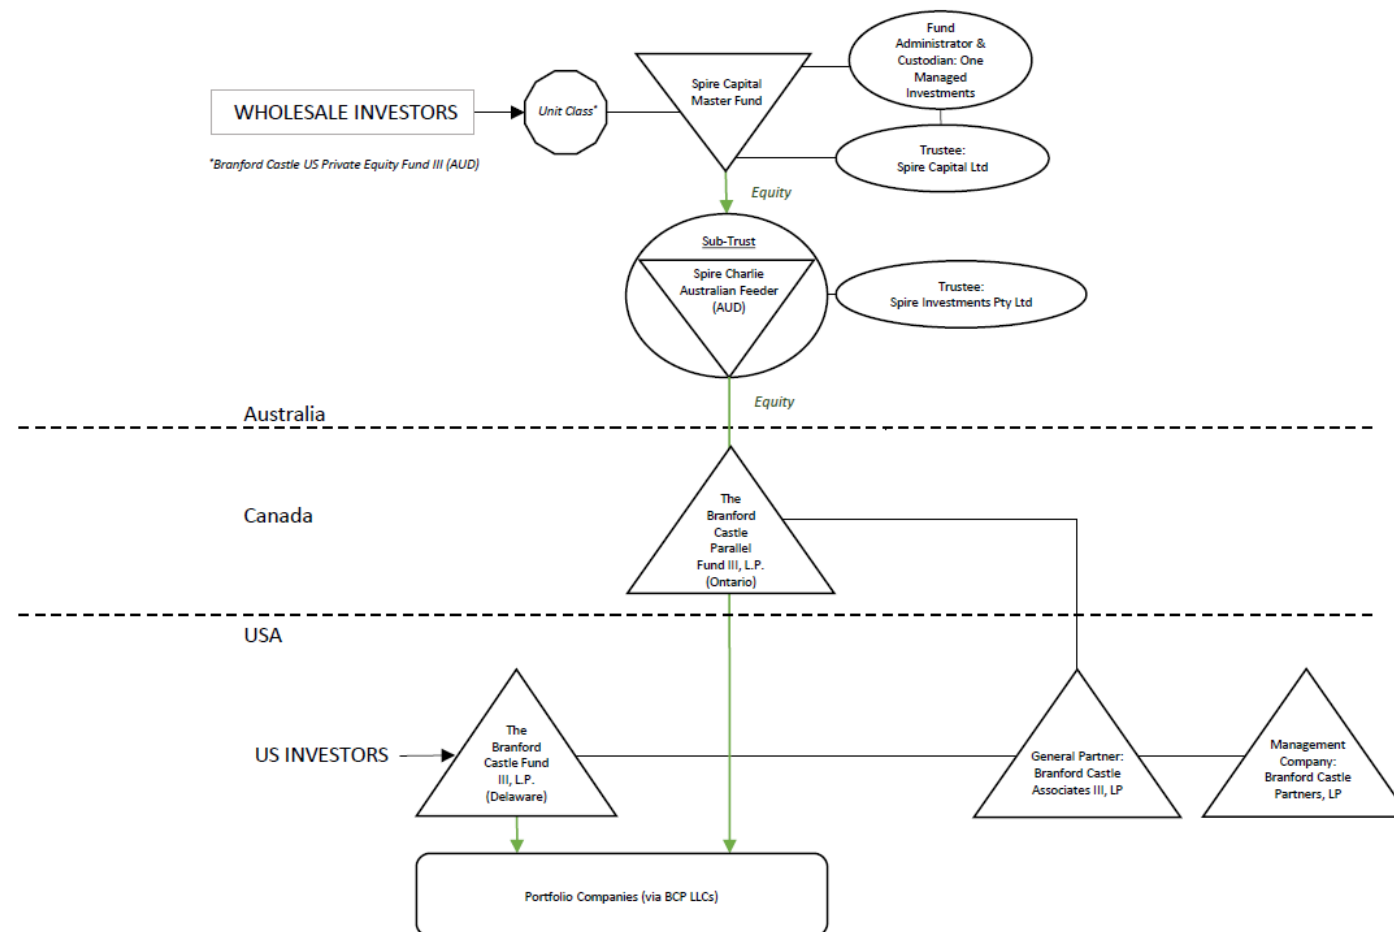 Fund
Administrator &
Custodian: One
Managed
Investments
Spire Capital
Master Fund
WHOLESALE INVESTORS
Unit Class*
*Branford Castle US Private Equity Fund III (AUD)
Trustee:
Spire Capital Ltd
Equity
Sub-Trust
Spire Charlie
Australian Feeder
(AUD)
Trustee:
Spire Investments Pty Ltd
Equity
Australia
Canada
The
Branford
Castle
Parallel
Fund III, L.P.
(Ontario)
USA
US INVESTORS
The
Branford
Castle Fund
III, L.P.
(Delaware)
General Partner:
Branford Castle
Associates III, LP
Management
Company:
Branford Castle
Partners, LP
Portfolio Companies (via BCP LLCs)